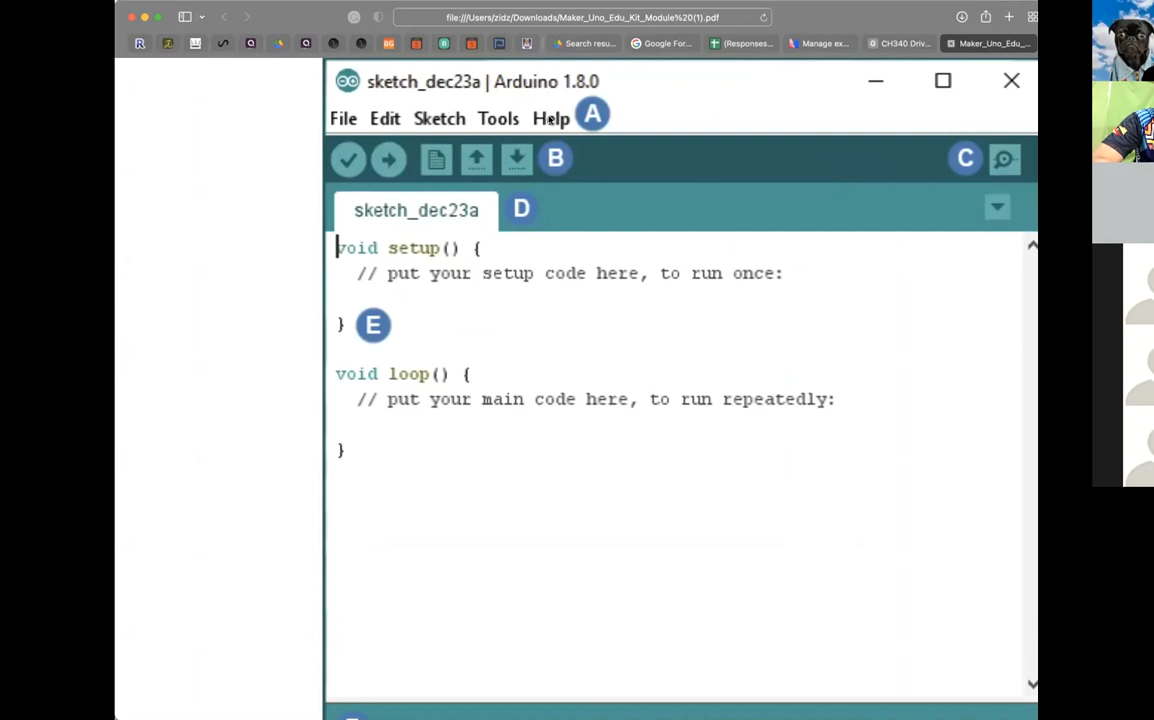 file:///Users/zidz/Downloads/Maker_Uno_Edu_Kit_Module%20(1).pdf
R
BG
Search resu...
Google For...
(Responses...
Manage ex...
G
CH340 Driv...
Maker_Uno_Edu_...
sketch_dec23a | Arduino 1.8.0
File Edit Sketch Tools Help A
B
C
sketch_dec23a D
void setup() {
// put your setup code here, to run once:
} E
void loop() {
// put your main code here, to run repeatedly:
}